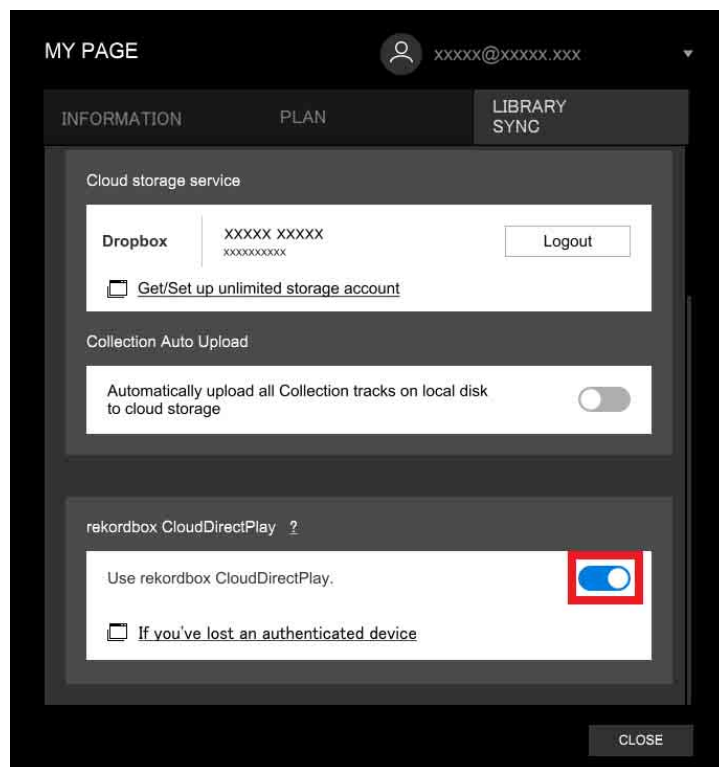 MY PAGE
xxxxx@xxxxx.xxx
INFORMATION
PLAN
LIBRARY
SYNC
Cloud storage service
Dropbox
XXXXX XXXXX
xxxxxxxxxx
Logout
Get/Set up unlimited storage account
Collection Auto Upload
Automatically upload all Collection tracks on local disk
to cloud storage
rekordbox CloudDirectPlay ?
Use rekordbox CloudDirectPlay.
If you've lost an authenticated device
CLOSE